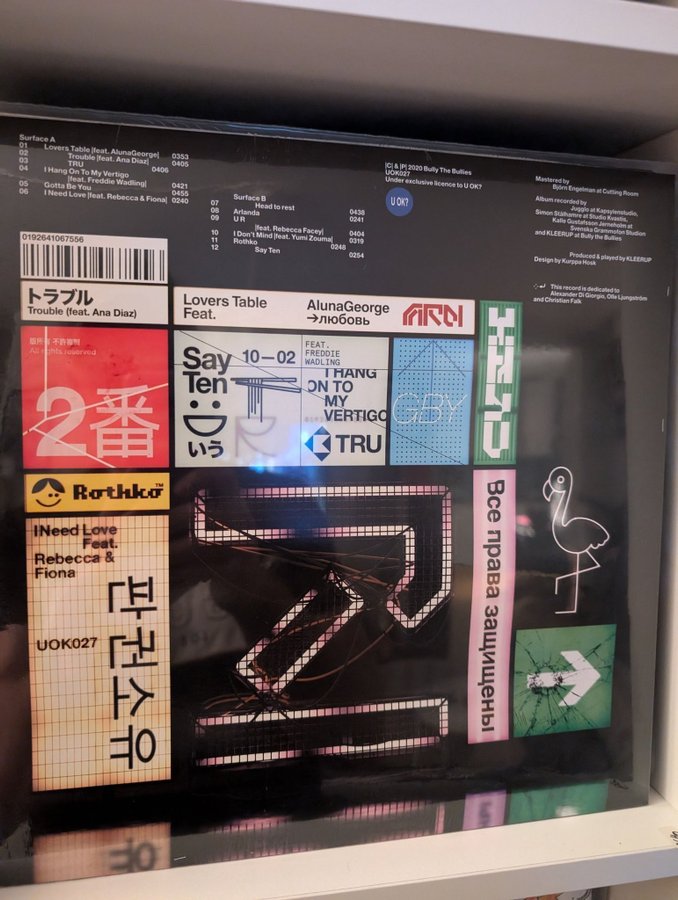 Surface A
01 Lovers Table |feat. AlunaGeorge| 0353
02 Trouble |feat. Ana Diaz| 0405
03 TRU 0406
04 I Hang On To My Vertigo
|feat. Freddie Wadling| 0421
05 Gotta Be You 0455
06 I Need Love |feat. Rebecca & Fiona| 0240
Surface B
07 Head to rest 0438
08 Arlanda 0241
09 U R
|feat. Rebecca Facey| 0404
10 I Don't Mind |feat. Yumi Zouma| 0319
11 Rothko 0248
12 Say Ten 0254
|C| & |P| 2020 Bully The Bullies
UOK027
Under exclusive licence to U OK?
U OK?
Mastered by
Björn Engelman at Cutting Room
Album recorded by
Jugglo at Kapsylenstudio,
Simon Stålhamre at Studio Kvastis,
Kalle Gustafsson Jerneholm at
Svenska Grammofon Studion
and KLEERUP at Bully the Bullies
Produced & played by KLEERUP
Design by Kurppa Hosk
This record is dedicated to
Alexander Di Giorgio, Olle Ljungström
and Christian Falk
0192641067556
トラブル
Trouble (feat. Ana Diaz)
Lovers Table
Feat.
AlunaGeorge
→любовь
ARN
版所有 不許複製
All rights reserved
2番
Say
Ten
いう
10—02
FEAT.
FREDDIE
WADLING
I HANG
ON TO
MY
VERTIGO
TRU
GBY
Rothko™
I Need Love
Feat.
Rebecca &
Fiona
UOK027
판권소유
Все права защищены